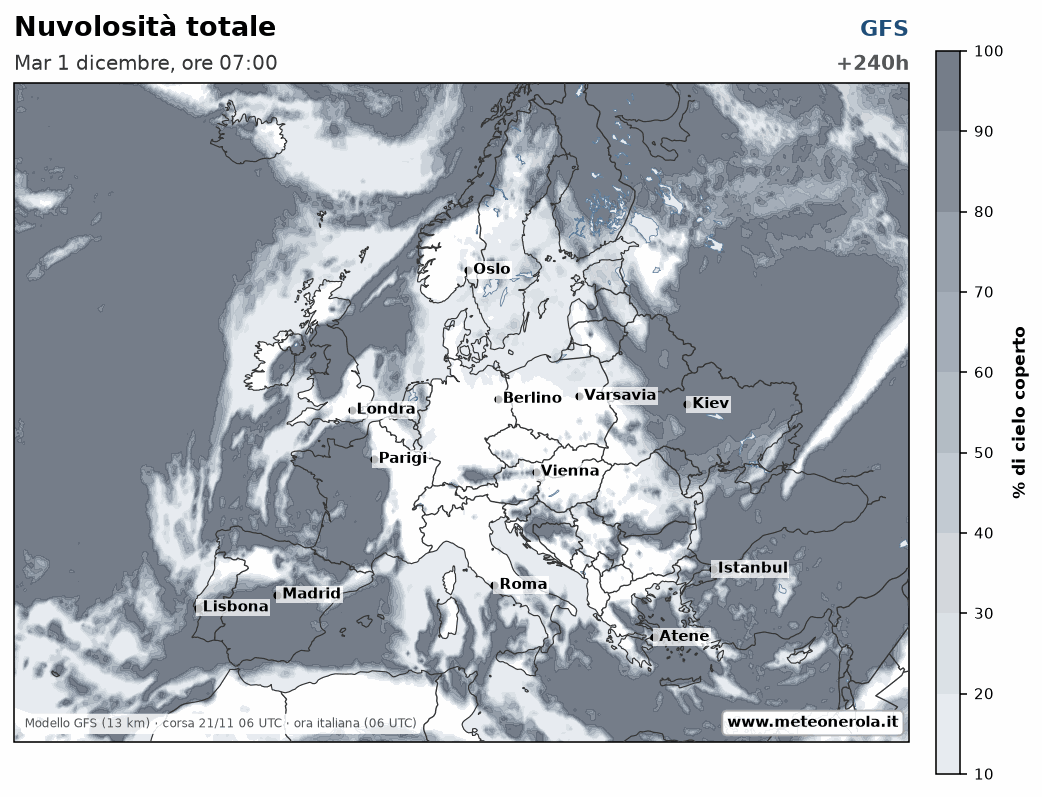 Nuvolosità totale
GFS
Mar 1 dicembre, ore 07:00
+240h
100
90
80
70
60
50
40
30
20
10
% di cielo coperto
Oslo
Berlino
Varsavia
Kiev
Londra
Parigi
Vienna
Istanbul
Roma
Madrid
Lisbona
Atene
Modello GFS (13 km) · corsa 21/11 06 UTC · ora italiana (06 UTC)
www.meteonerola.it